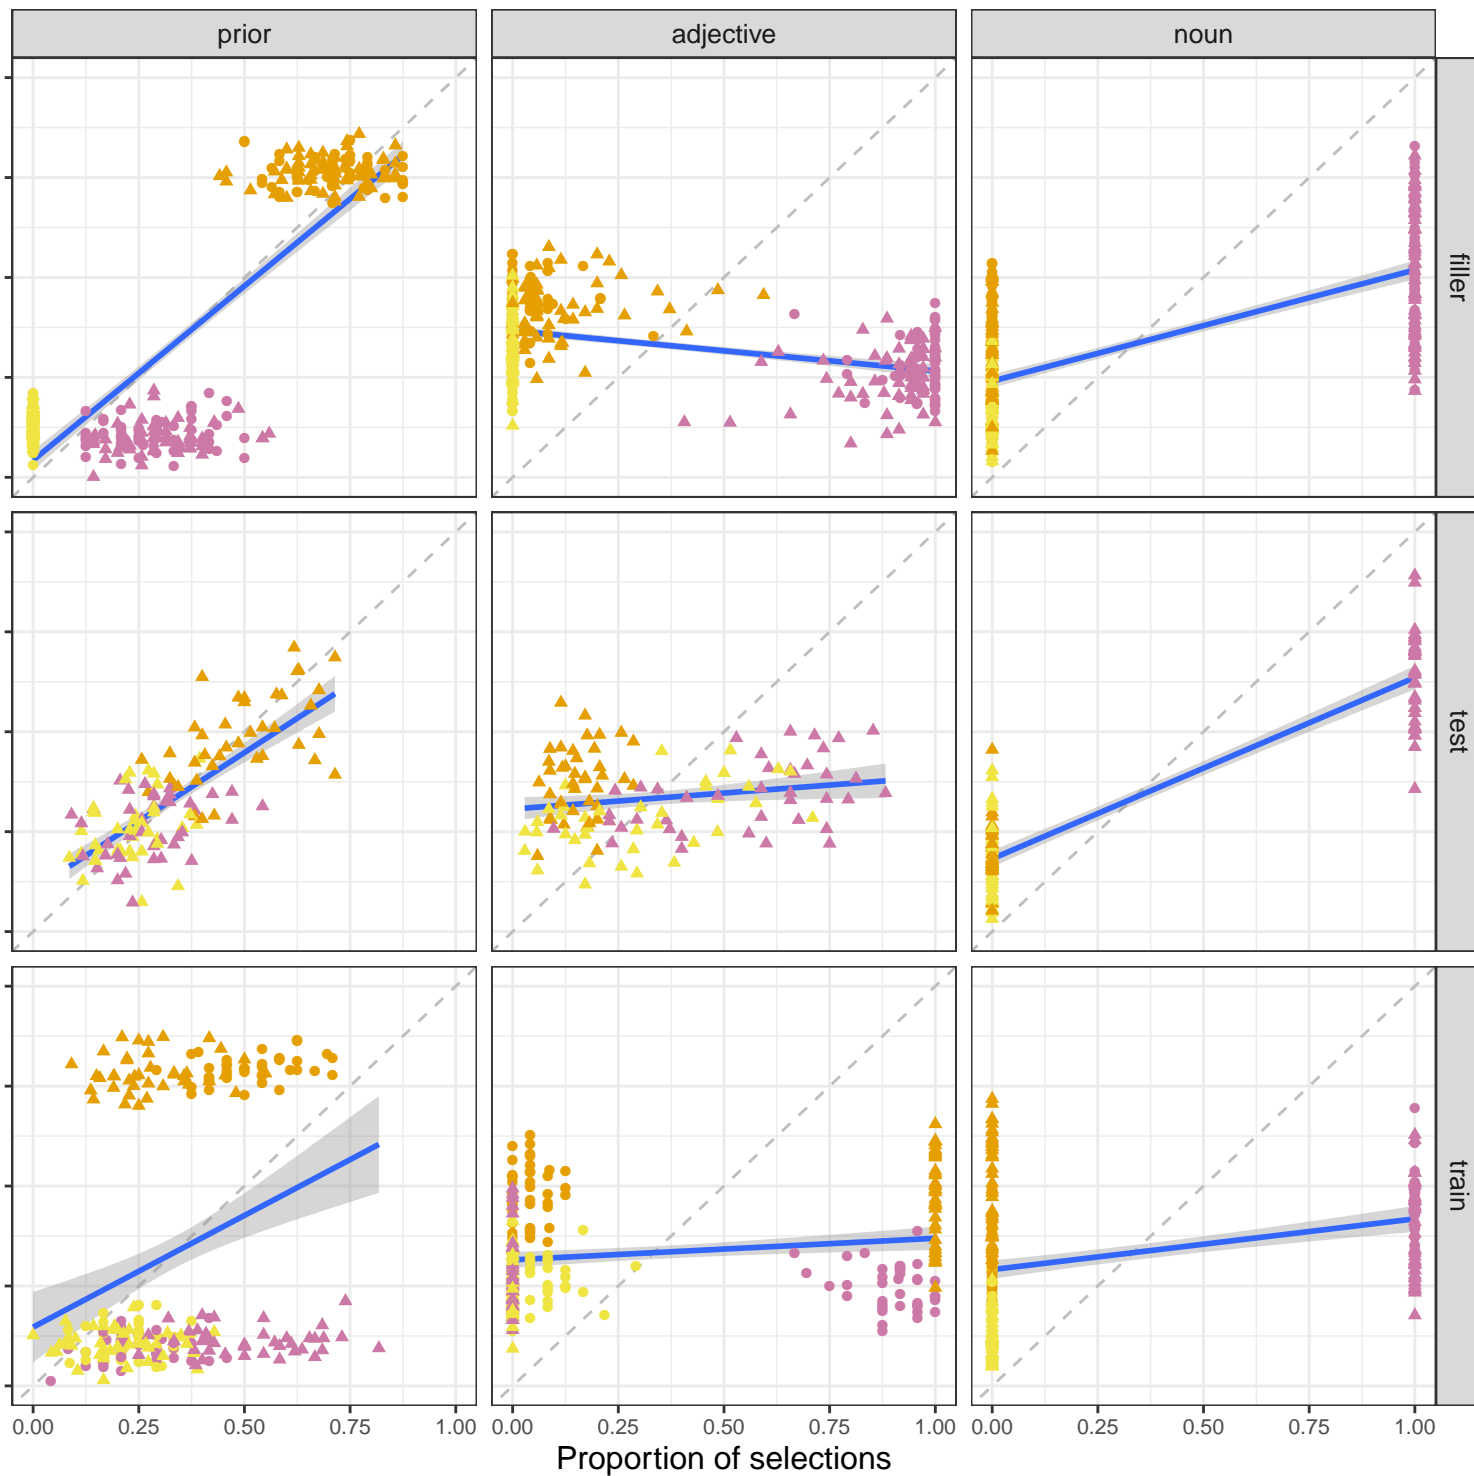 prior adjective noun
filler
test
train
0.00 0.25 0.50 0.75 1.00 0.00 0.25 0.50 0.75 1.00 0.00 0.25 0.50 0.75 1.00
Proportion of selections